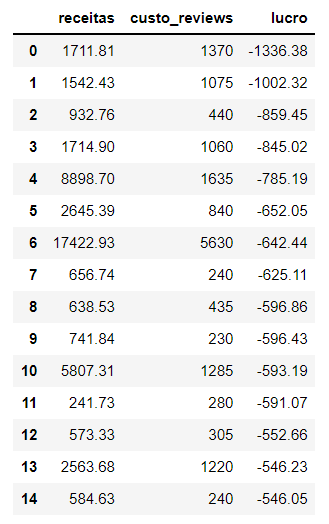 receitas custo_reviews lucro
0 1711.81 1370 -1336.38
1 1542.43 1075 -1002.32
2 932.76 440 -859.45
3 1714.90 1060 -845.02
4 8898.70 1635 -785.19
5 2645.39 840 -652.05
6 17422.93 5630 -642.44
7 656.74 240 -625.11
8 638.53 435 -596.86
9 741.84 230 -596.43
10 5807.31 1285 -593.19
11 241.73 280 -591.07
12 573.33 305 -552.66
13 2563.68 1220 -546.23
14 584.63 240 -546.05